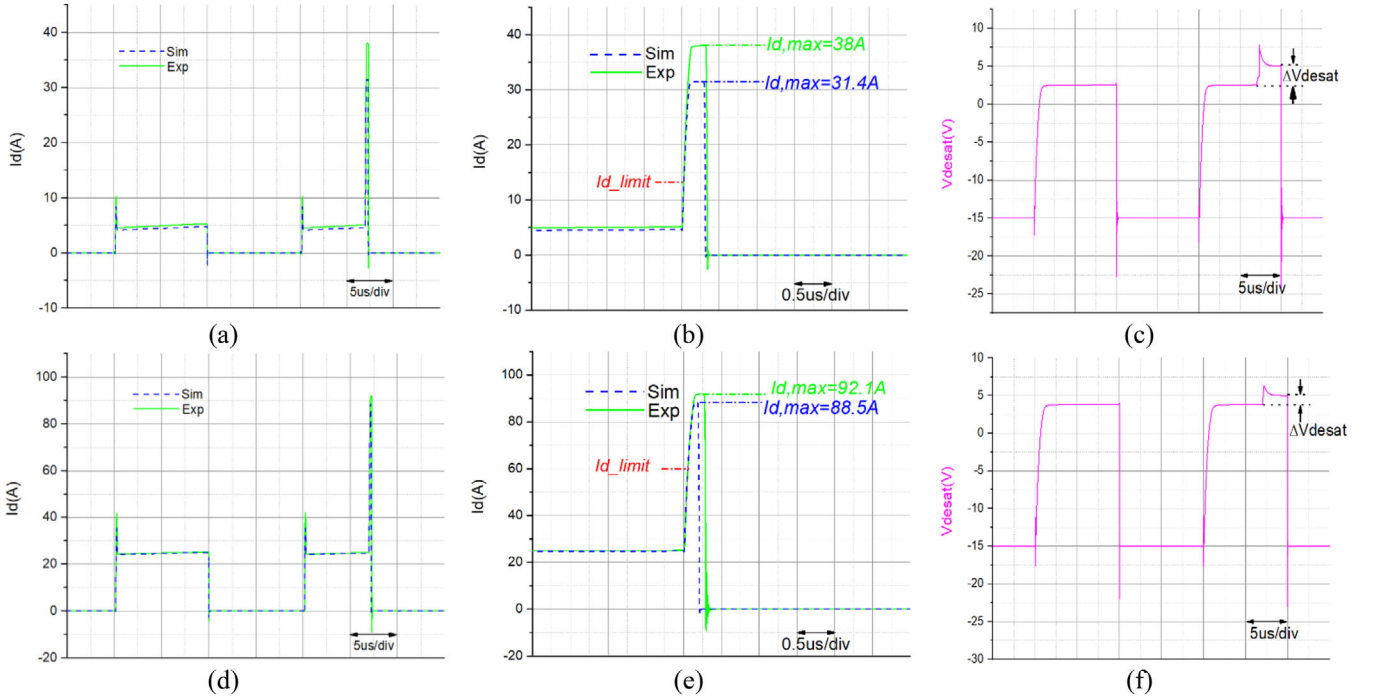 40
30
20
10
0
-10
Id(A)
Sim
Exp
5us/div
(a)
40
30
20
10
0
-10
Id(A)
Sim
Exp
Id,max=38A
Id,max=31.4A
Id_limit
0.5us/div
(b)
10
5
0
-5
-10
-15
-20
-25
Vdesat(V)
ΔVdesat
5us/div
(c)
100
80
60
40
20
0
-20
Id(A)
Sim
Exp
5us/div
(d)
100
80
60
40
20
0
-20
Id(A)
Sim
Exp
Id,max=92.1A
Id,max=88.5A
Id_limit
0.5us/div
(e)
10
5
0
-5
-10
-15
-20
-25
-30
Vdesat(V)
ΔVdesat
5us/div
(f)